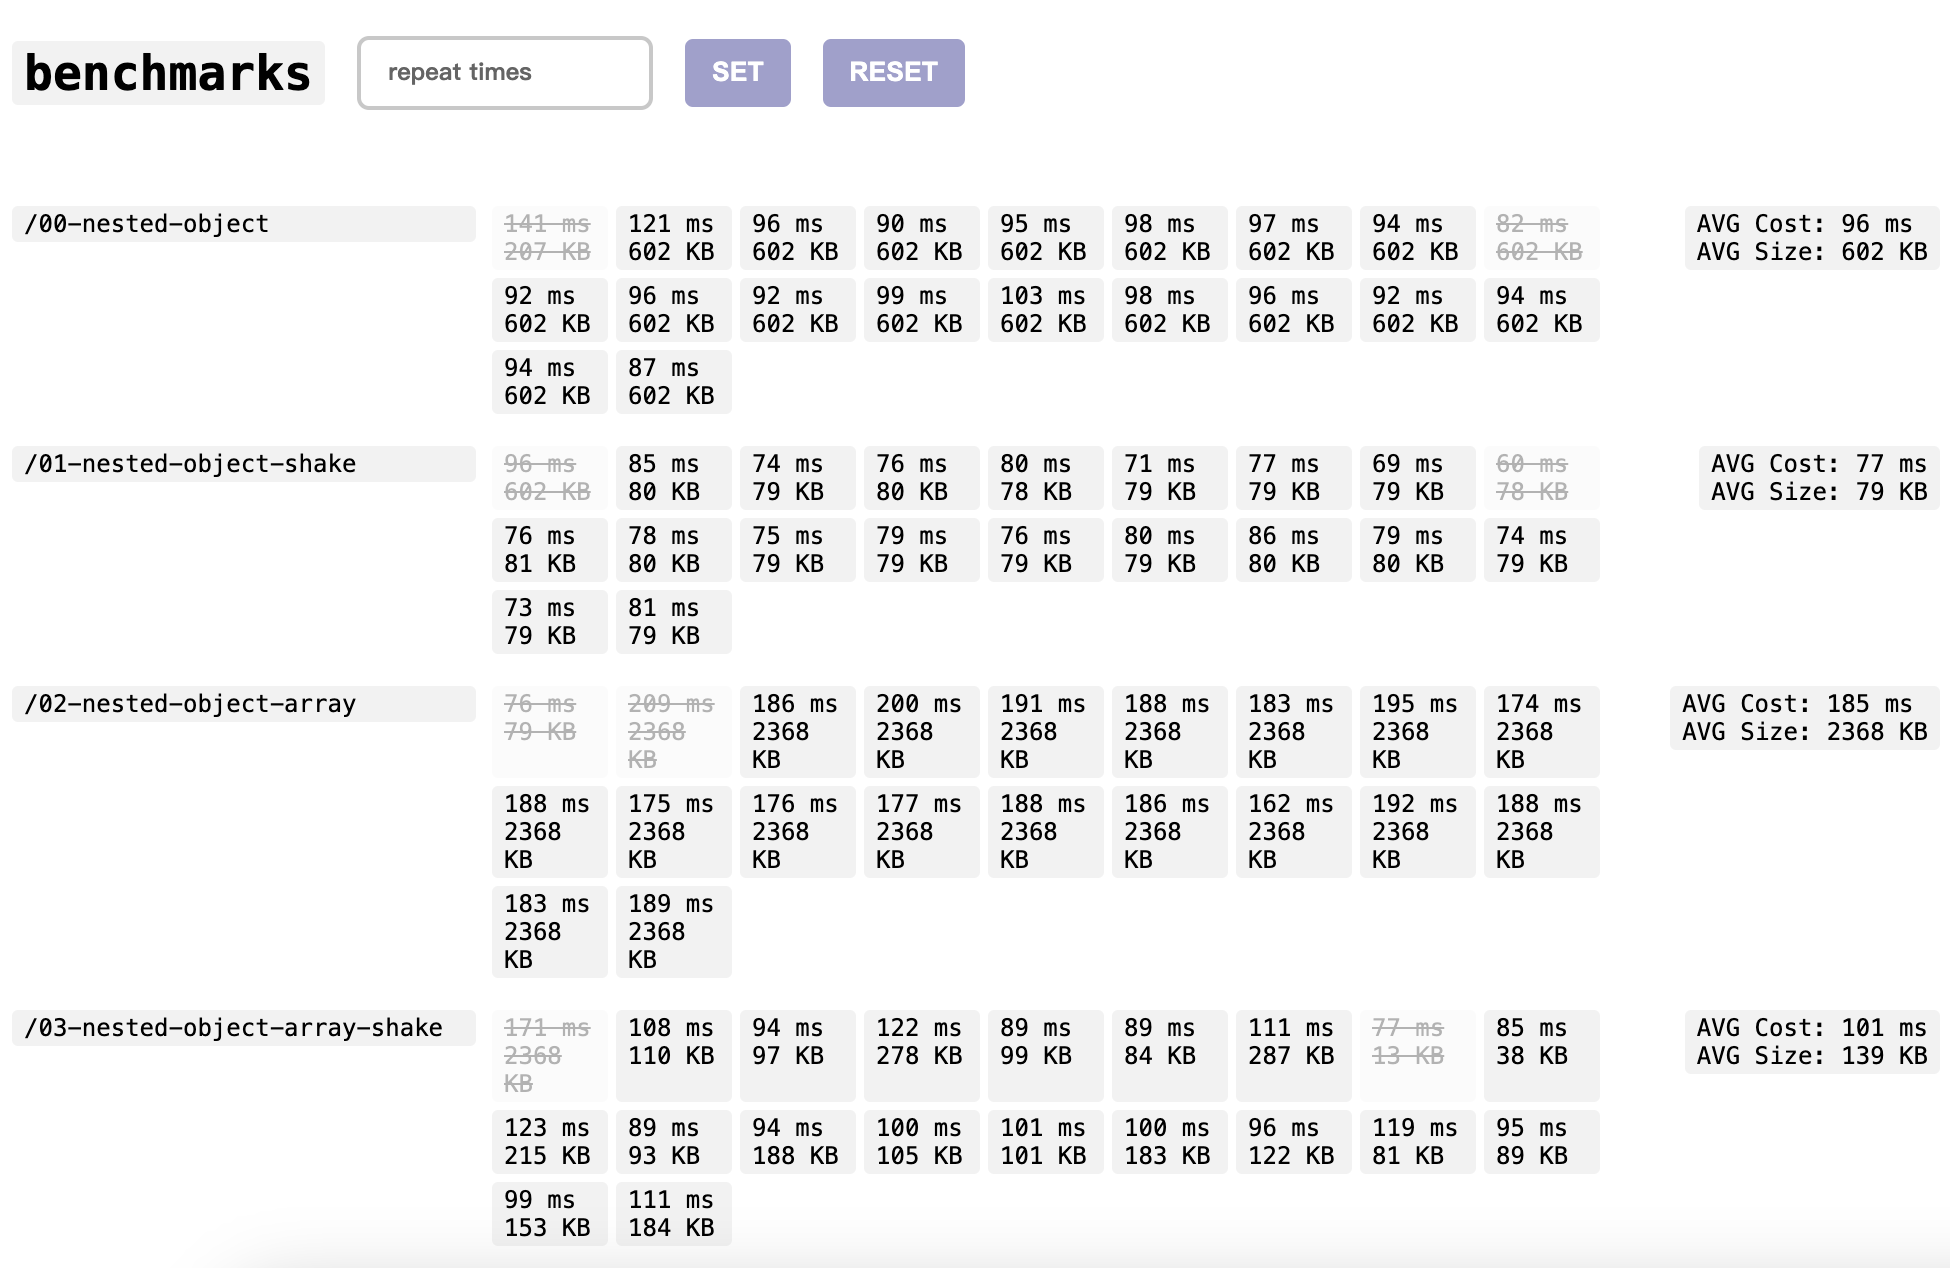 benchmarks
repeat times
SET
RESET
/00-nested-object
141 ms 121 ms 96 ms 90 ms 95 ms 98 ms 97 ms 94 ms 82 ms AVG Cost: 96 ms
207 KB 602 KB 602 KB 602 KB 602 KB 602 KB 602 KB 602 KB 602 KB AVG Size: 602 KB
92 ms 96 ms 92 ms 99 ms 103 ms 98 ms 96 ms 92 ms 94 ms
602 KB 602 KB 602 KB 602 KB 602 KB 602 KB 602 KB 602 KB 602 KB
94 ms 87 ms
602 KB 602 KB
/01-nested-object-shake
96 ms 85 ms 74 ms 76 ms 80 ms 71 ms 77 ms 69 ms 60 ms AVG Cost: 77 ms
602 KB 80 KB 79 KB 80 KB 78 KB 79 KB 79 KB 79 KB 78 KB AVG Size: 79 KB
76 ms 78 ms 75 ms 79 ms 76 ms 80 ms 86 ms 79 ms 74 ms
81 KB 80 KB 79 KB 79 KB 79 KB 79 KB 80 KB 80 KB 79 KB
73 ms 81 ms
79 KB 79 KB
/02-nested-object-array
76 ms 209 ms 186 ms 200 ms 191 ms 188 ms 183 ms 195 ms 174 ms AVG Cost: 185 ms
79 KB 2368 2368 2368 2368 2368 2368 2368 2368 AVG Size: 2368 KB
KB KB KB KB KB KB KB KB
188 ms 175 ms 176 ms 177 ms 188 ms 186 ms 162 ms 192 ms 188 ms
2368 2368 2368 2368 2368 2368 2368 2368 2368
KB KB KB KB KB KB KB KB KB
183 ms 189 ms
2368 2368
KB KB
/03-nested-object-array-shake
171 ms 108 ms 94 ms 122 ms 89 ms 89 ms 111 ms 77 ms 85 ms AVG Cost: 101 ms
2368 110 KB 97 KB 278 KB 99 KB 84 KB 287 KB 13 KB 38 KB AVG Size: 139 KB
KB
123 ms 89 ms 94 ms 100 ms 101 ms 100 ms 96 ms 119 ms 95 ms
215 KB 93 KB 188 KB 105 KB 101 KB 183 KB 122 KB 81 KB 89 KB
99 ms 111 ms
153 KB 184 KB